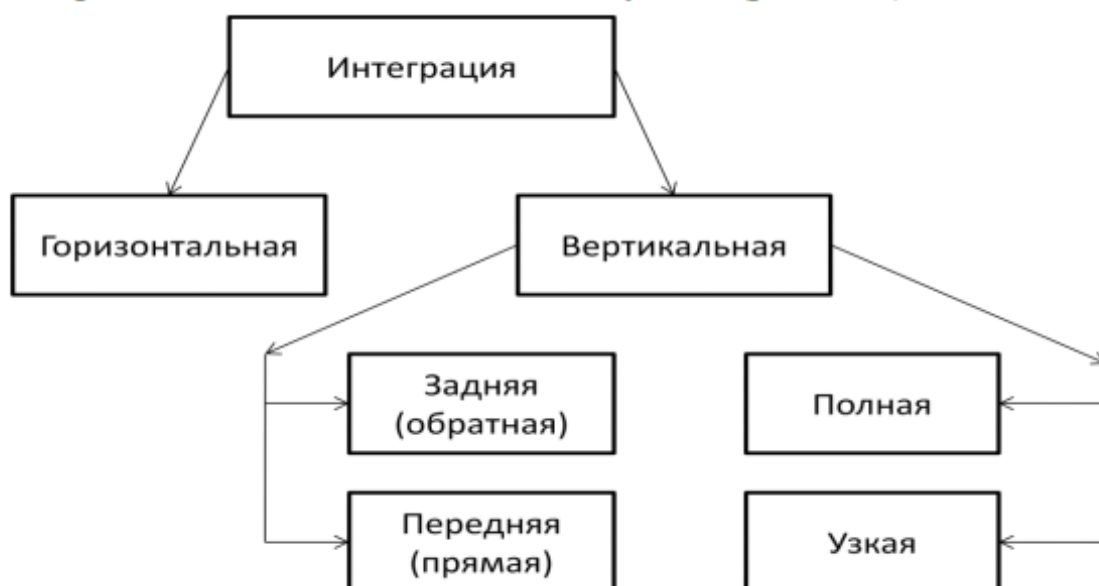 Интеграция
Горизонтальная
Вертикальная
Задняя
(обратная)
Полная
Передняя
(прямая)
Узкая